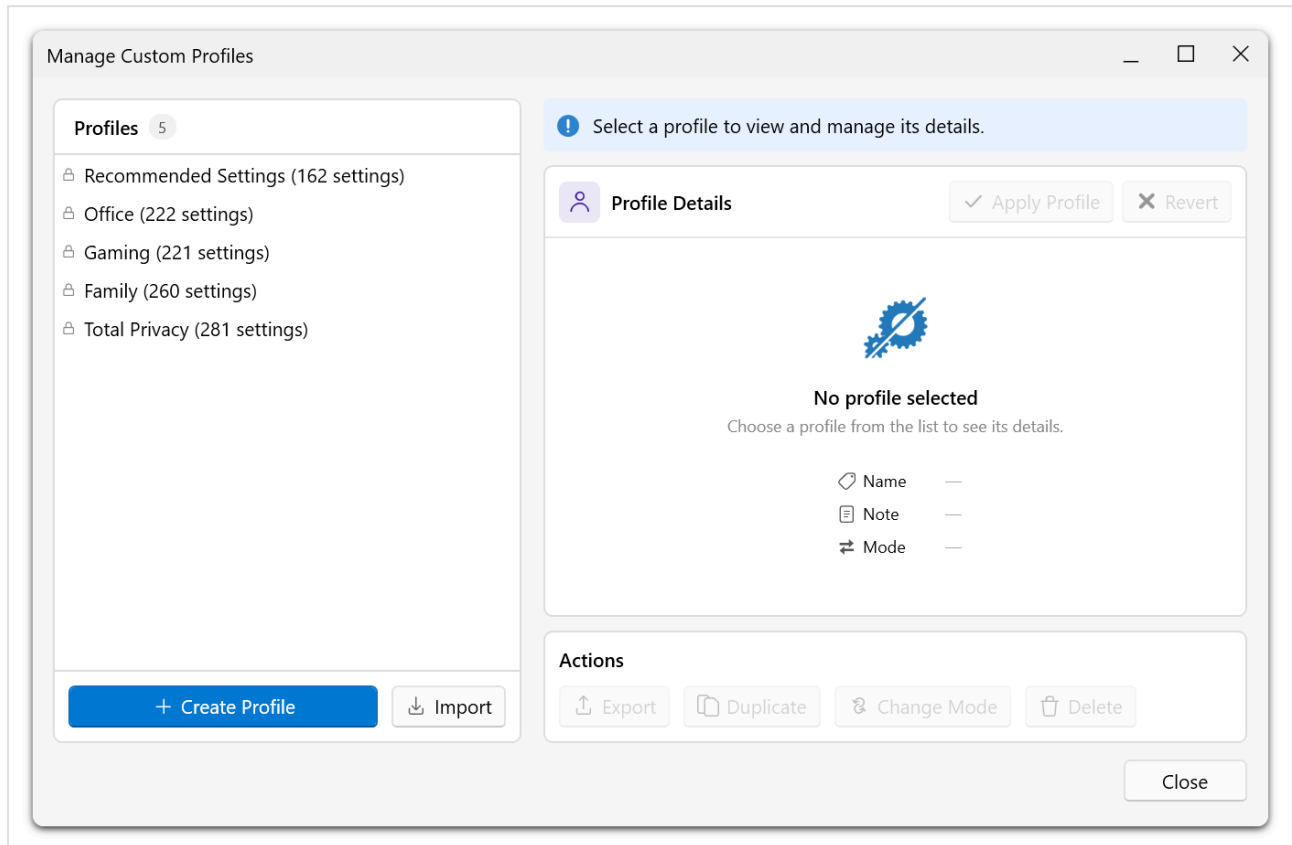 Manage Custom Profiles
Profiles 5
Recommended Settings (162 settings)
Office (222 settings)
Gaming (221 settings)
Family (260 settings)
Total Privacy (281 settings)
+ Create Profile
Import
Select a profile to view and manage its details.
Profile Details
Apply Profile
Revert
No profile selected
Choose a profile from the list to see its details.
Name —
Note —
Mode —
Actions
Export
Duplicate
Change Mode
Delete
Close